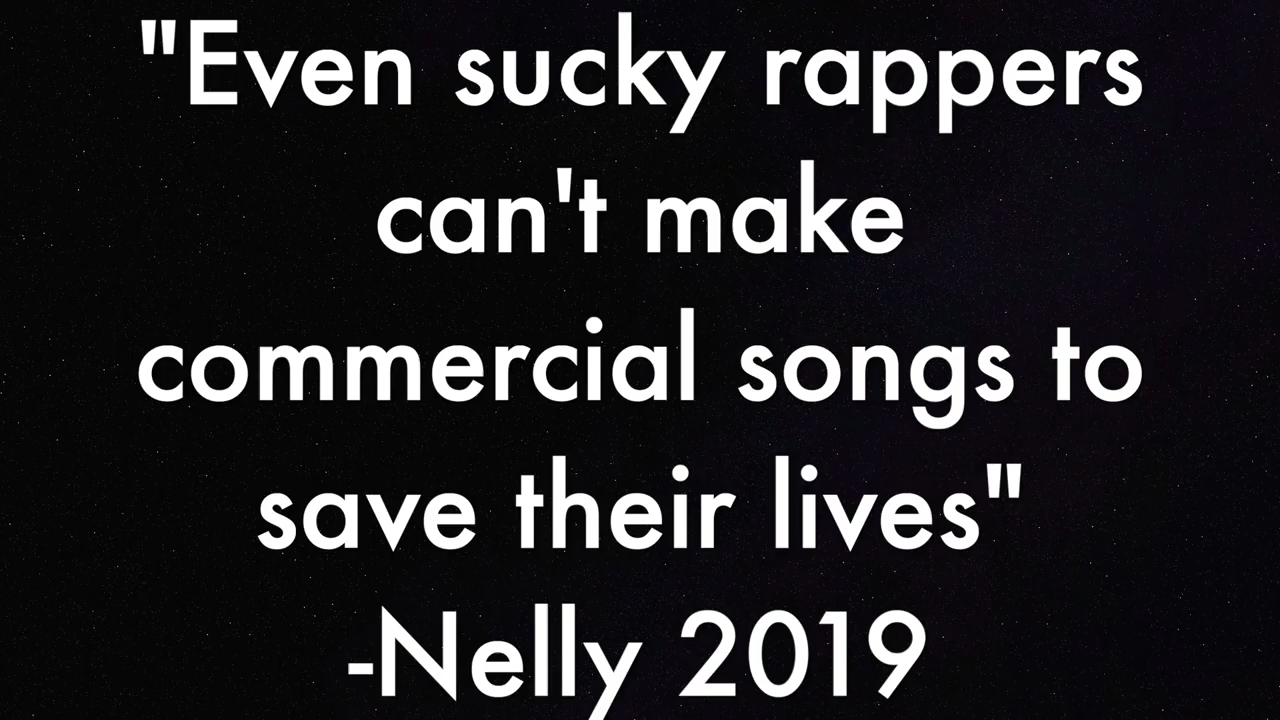 "Even sucky rappers
can't make
commercial songs to
save their lives"
-Nelly 2019